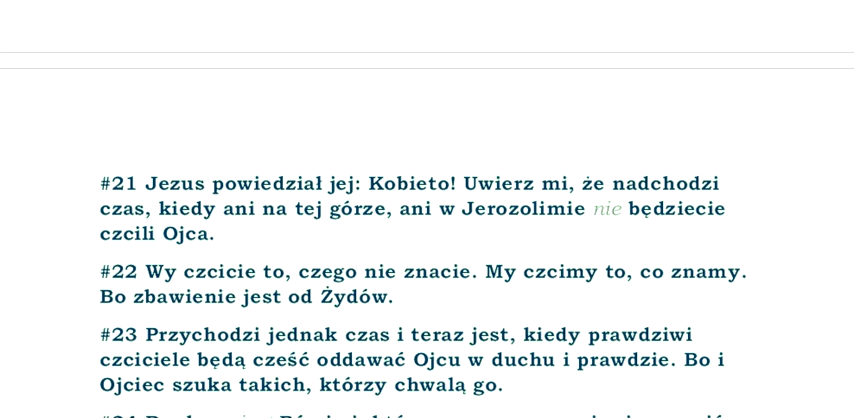 #21 Jezus powiedział jej: Kobieto! Uwierz mi, że nadchodzi
czas, kiedy ani na tej górze, ani w Jerozolimie nie będziecie
czcili Ojca.
#22 Wy czcicie to, czego nie znacie. My czcimy to, co znamy.
Bo zbawienie jest od Żydów.
#23 Przychodzi jednak czas i teraz jest, kiedy prawdziwi
czciciele będą cześć oddawać Ojcu w duchu i prawdzie. Bo i
Ojciec szuka takich, którzy chwalą go.